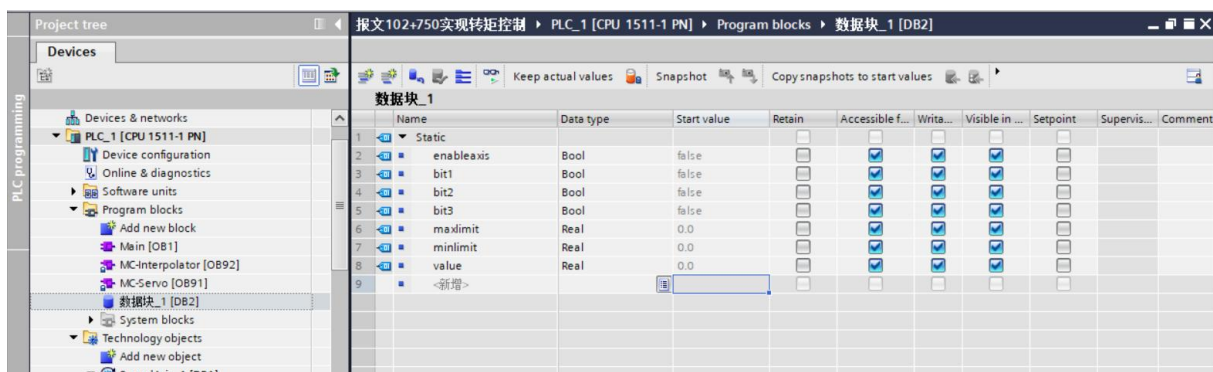 Project tree
报文102+750实现转矩控制 ▸ PLC_1 [CPU 1511-1 PN] ▸ Program blocks ▸ 数据块_1 [DB2]
Devices
Keep actual values Snapshot Copy snapshots to start values
PLC programming
数据块_1
Name Data type Start value Retain Accessible f... Writa... Visible in ... Setpoint Supervis... Comment
Devices & networks
PLC_1 [CPU 1511-1 PN]
Device configuration
Online & diagnostics
Software units
Program blocks
Add new block
Main [OB1]
MC-Interpolator [OB92]
MC-Servo [OB91]
数据块_1 [DB2]
System blocks
Technology objects
Add new object
1 Static
2 enableaxis Bool false
3 bit1 Bool false
4 bit2 Bool false
5 bit3 Bool false
6 maxlimit Real 0.0
7 minlimit Real 0.0
8 value Real 0.0
9 <新增>